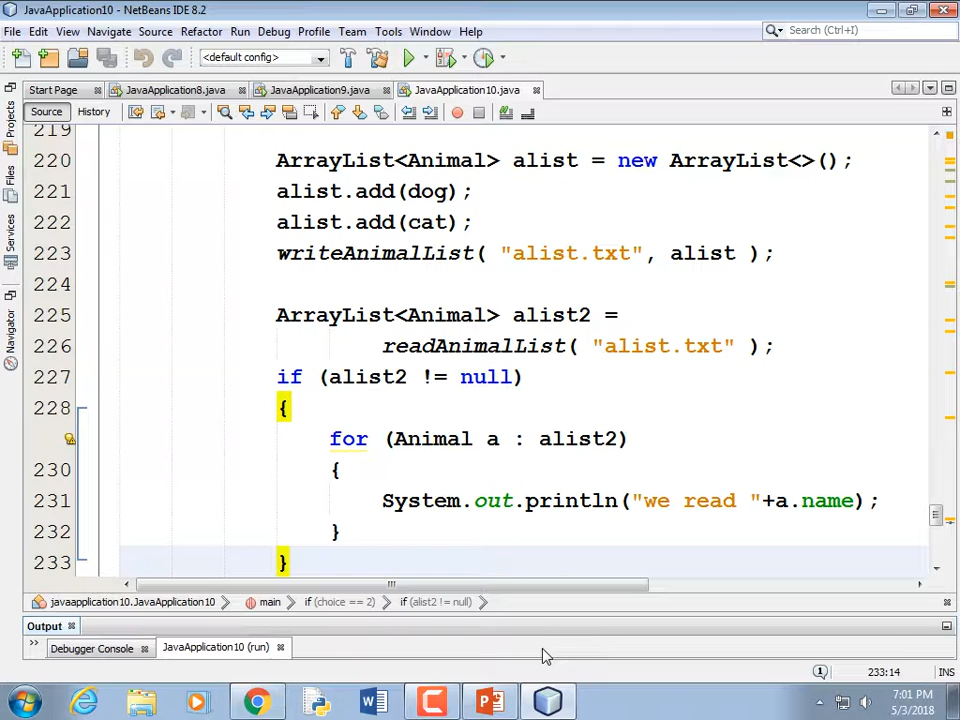 JavaApplication10 - NetBeans IDE 8.2
File Edit View Navigate Source Refactor Run Debug Profile Team Tools Window Help
Search (Ctrl+I)
<default config>
Start Page JavaApplication8.java JavaApplication9.java JavaApplication10.java
Source History
Projects
Files
Services
Navigator
219
220 ArrayList<Animal> alist = new ArrayList<>();
221 alist.add(dog);
222 alist.add(cat);
223 writeAnimalList( "alist.txt", alist );
224
225 ArrayList<Animal> alist2 =
226 readAnimalList( "alist.txt" );
227 if (alist2 != null)
228 {
for (Animal a : alist2)
230 {
231 System.out.println("we read "+a.name);
232 }
233 }
javaapplication10.JavaApplication10 main if (choice == 2) if (alist2 != null)
Output
Debugger Console JavaApplication10 (run)
1 233:14 INS
7:01 PM
5/3/2018